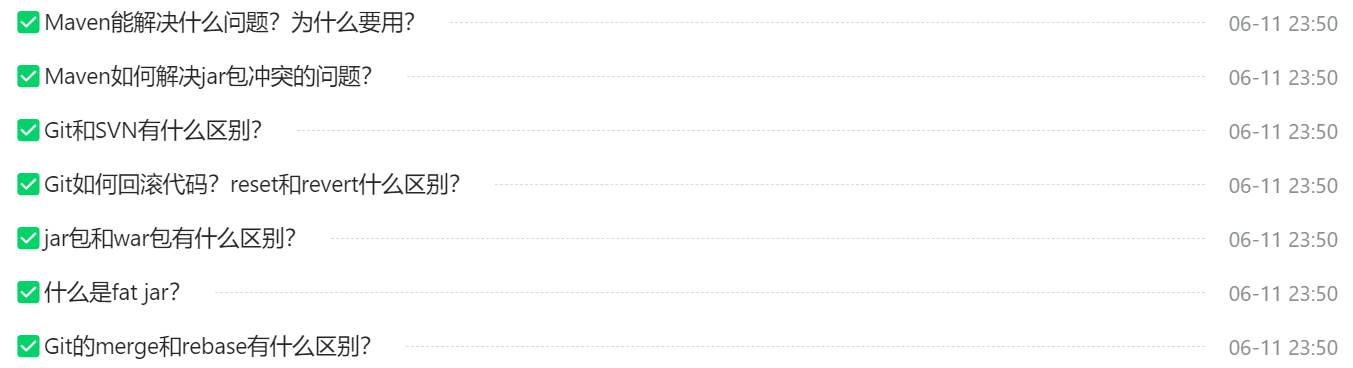 Maven能解决什么问题？为什么要用？ 06-11 23:50
Maven如何解决jar包冲突的问题？ 06-11 23:50
Git和SVN有什么区别？ 06-11 23:50
Git如何回滚代码？reset和revert什么区别？ 06-11 23:50
jar包和war包有什么区别？ 06-11 23:50
什么是fat jar？ 06-11 23:50
Git的merge和rebase有什么区别？ 06-11 23:50